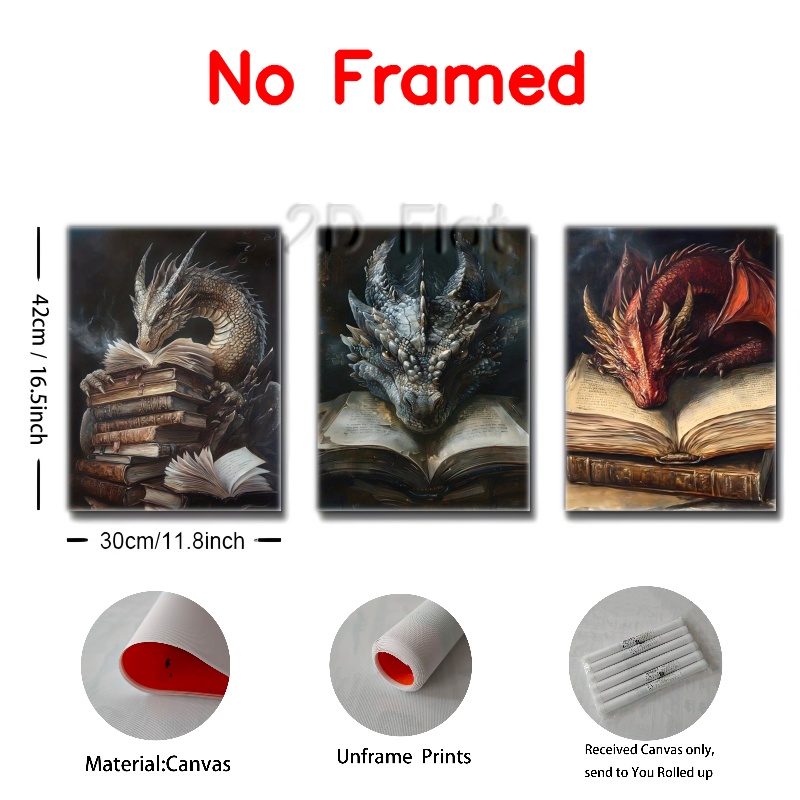 No Framed
2D Flat
42cm / 16.5inch
30cm/11.8inch
Material:Canvas
Unframe Prints
Received Canvas only,
send to You Rolled up